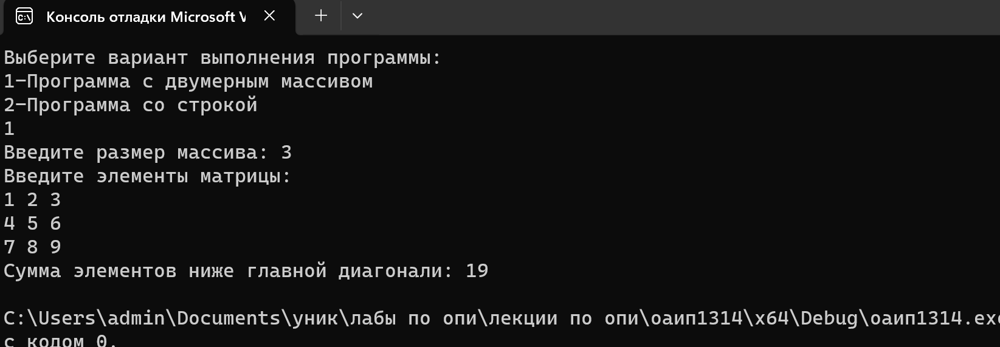 Консоль отладки Microsoft V
Выберите вариант выполнения программы:
1-Программа с двумерным массивом
2-Программа со строкой
1
Введите размер массива: 3
Введите элементы матрицы:
1 2 3
4 5 6
7 8 9
Сумма элементов ниже главной диагонали: 19
C:\Users\admin\Documents\уник\лабы по опи\лекции по опи\оаип1314\x64\Debug\оаип1314.exe
с кодом 0.